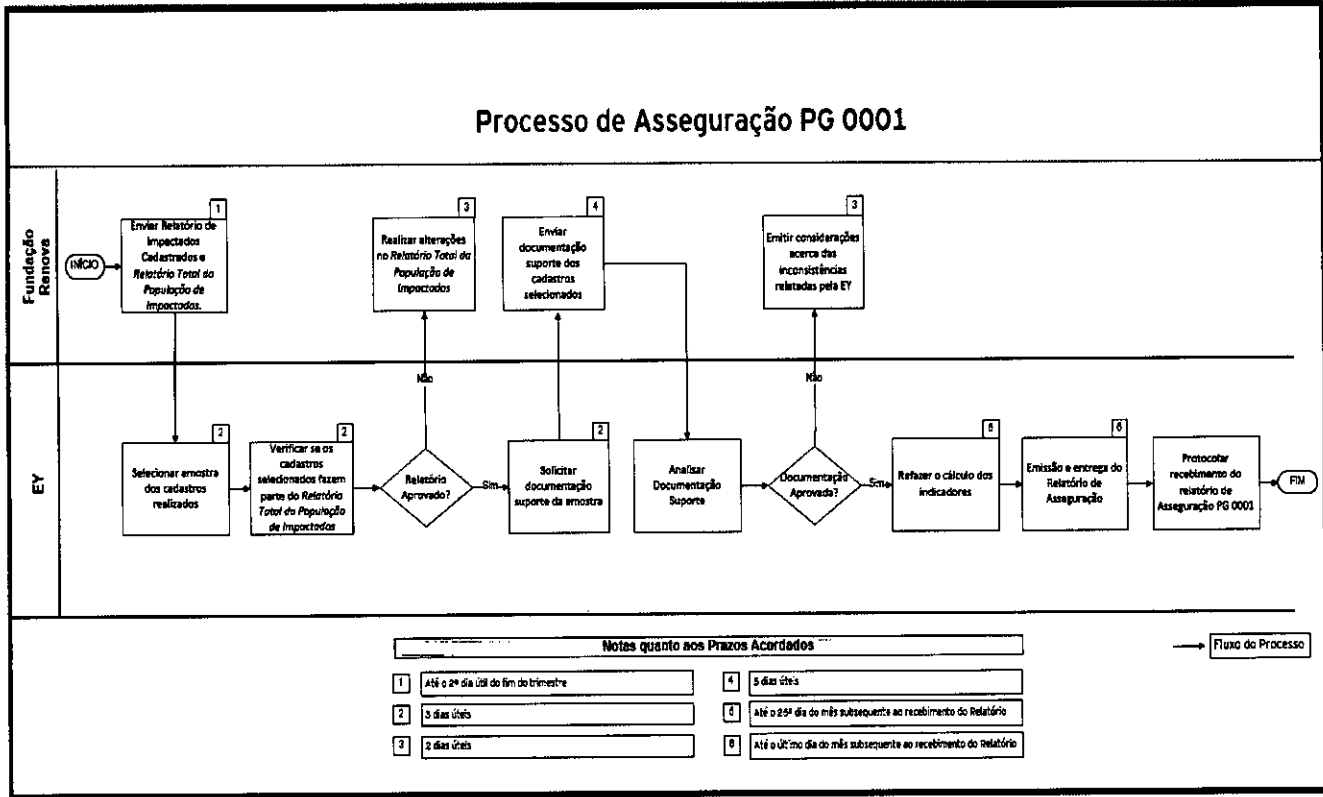 Processo de Asseguração PG 0001
Fundação
Renova
INÍCIO
1
Enviar Relatório de
Impactados
Cadastrados e
Relatório Total da
População de
Impactados.
3
Realizar alterações
no Relatório Total da
População de
Impactados
4
Enviar
documentação
suporte dos
cadastros
selecionados
3
Emitir considerações
acerca das
inconsistências
relatadas pela EY
EY
Não
Não
2
Selecionar amostra
dos cadastros
realizados
2
Verificar se os
cadastros
selecionados fazem
parte do Relatório
Total da População
de Impactados
Relatório
Aprovado?
Sim
2
Solicitar
documentação
suporte da amostra
Analisar
Documentação
Suporte
Documentação
Aprovada?
Sim
5
Refazer o cálculo dos
indicadores
6
Emissão e entrega do
Relatório de
Asseguração
Protocolar
recebimento do
relatório de
Asseguração PG 0001
FIM
Notas quanto aos Prazos Acordados
Fluxo do Processo
1 Até o 2º dia útil do fim do trimestre
4 5 dias úteis
2 3 dias úteis
5 Até o 25º dia do mês subsequente ao recebimento do Relatório
3 2 dias úteis
6 Até o último dia do mês subsequente ao recebimento do Relatório